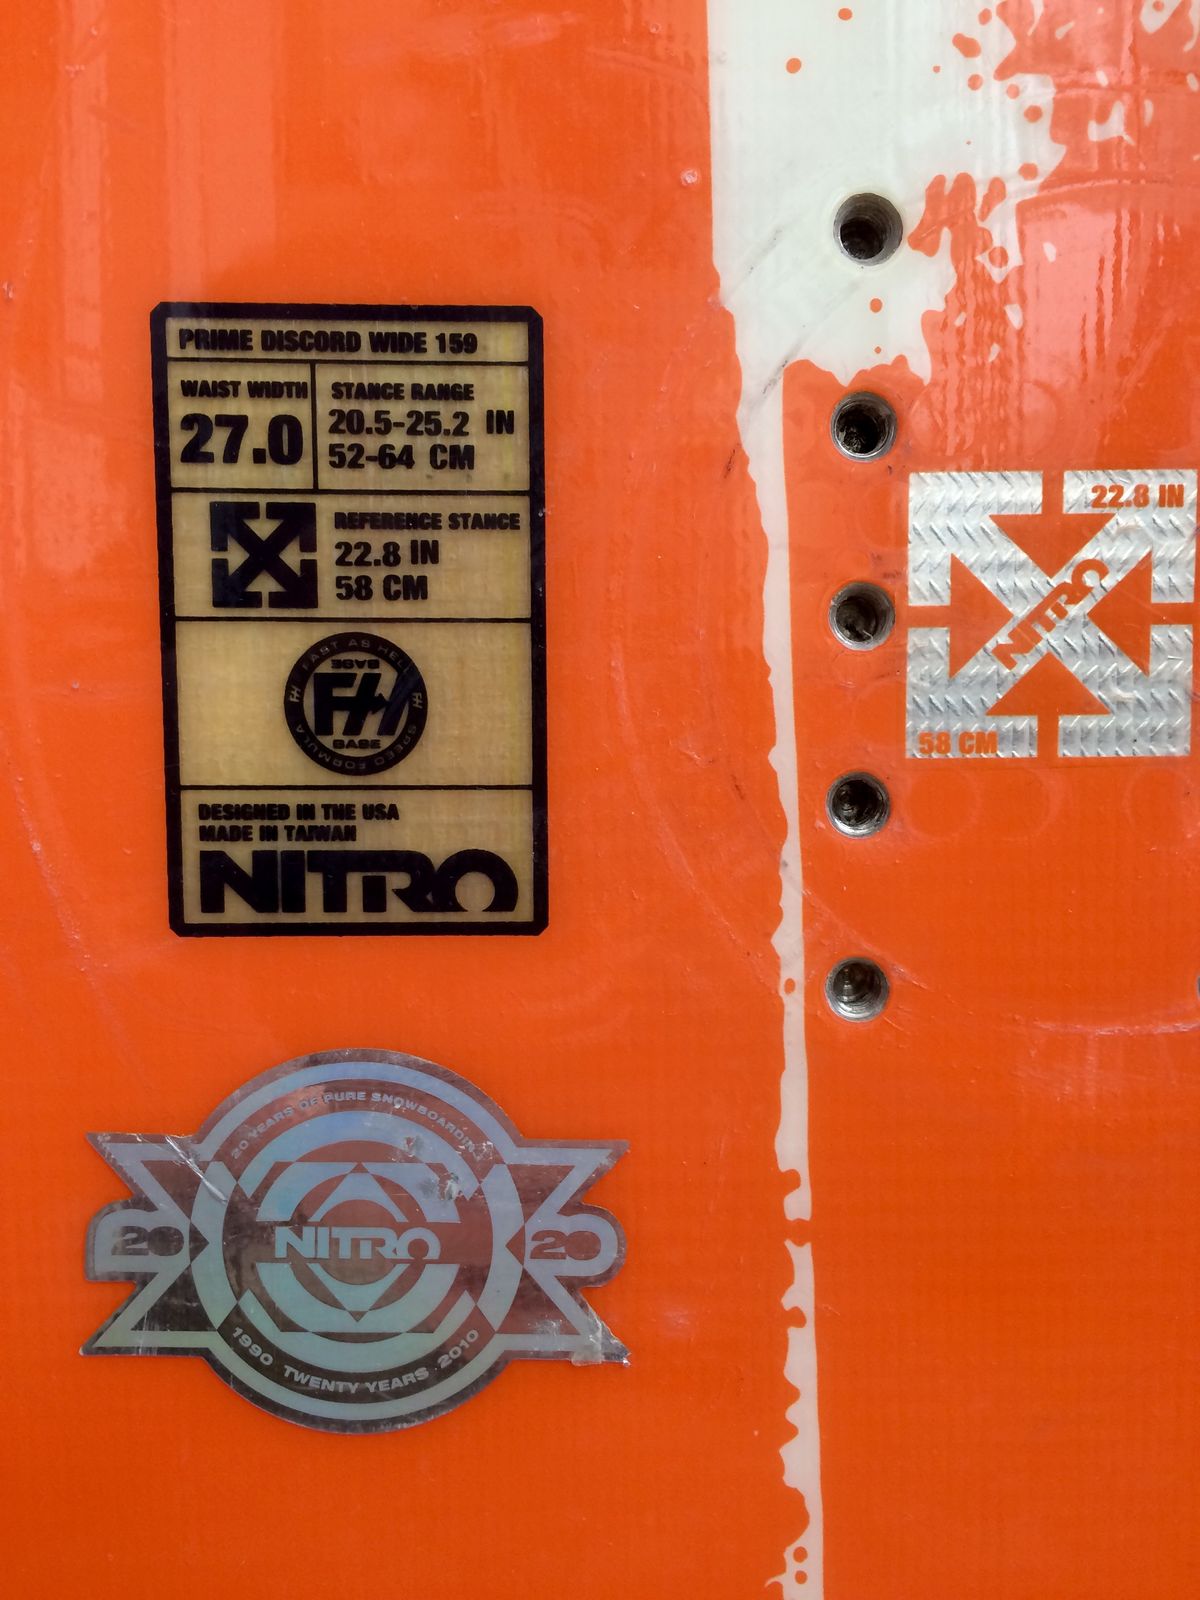 PRIME DISCORD WIDE 159
WAIST WIDTH
27.0
STANCE RANGE
20.5-25.2 IN
52-64 CM
REFERENCE STANCE
22.8 IN
58 CM
FAST AS HELL
BASE
FH
FH
FH
BASE
SPEED FORMULA
DESIGNED IN THE USA
MADE IN TAIWAN
NITRO
22.8 IN
NITRO
58 CM
20 YEARS OF PURE SNOWBOARDING
20
NITRO
20
1990 TWENTY YEARS 2010